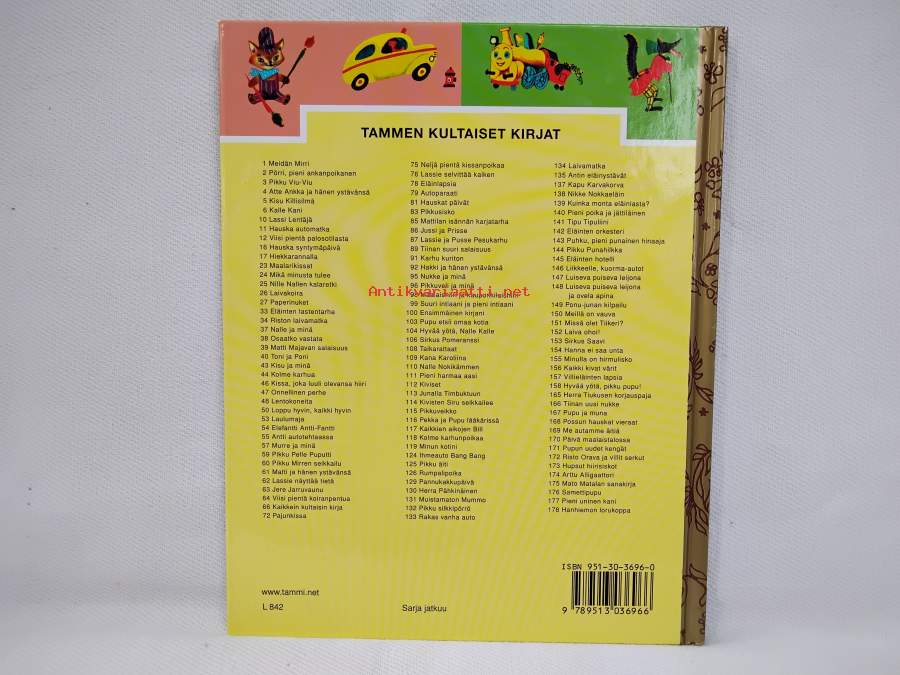 TAMMEN KULTAISET KIRJAT
1 Meidän Mirri
2 Pörri, pieni ankanpoikanen
3 Pikku Viu-Viu
4 Atte Ankka ja hänen ystävänsä
5 Kisu Kiltisilmä
6 Kalle Kani
10 Lassi Lentäjä
11 Hauska automatka
12 Viisi pientä palosotilasta
16 Hauska syntymäpäivä
17 Hiekkarannalla
23 Maalarikisset
24 Mikä minusta tulee
25 Nille Nallen kalaretki
26 Laivakoira
27 Paperinuket
33 Eläinten lastentarha
34 Riston laivamatka
37 Nalle ja minä
38 Osaatko vastata
39 Matti Majavan salaisuus
40 Toni ja Poni
43 Kisu ja minä
44 Kolme karhua
46 Kissa, joka luuli olevansa hiiri
47 Onnellinen perhe
48 Lentokoneita
50 Loppu hyvin, kaikki hyvin
53 Laulumaja
54 Elefantti Antti-Fantti
55 Antti autotehtaassa
57 Murre ja minä
59 Pikku Pelle Pupultti
60 Pikku Mirren seikkailu
61 Matti ja hänen ystävänsä
62 Lassie näyttää tietä
63 Jere Jarruvaunu
64 Viisi pientä koiranpentua
66 Kaikkein kultaisin kirja
72 Pajunkissa
75 Neljä pientä kissanpoikaa
76 Lassie selvittää kaiken
78 Eläinlapsia
79 Autoparaati
81 Hauskat päivät
83 Pikkusisko
85 Mattilan isännän karjatarha
86 Jussi ja Prisse
87 Lassie ja Pusse Pesukarhu
89 Tiinan suuri salaisuus
91 Karhu kuriton
92 Hakki ja hänen ystävänsä
95 Nukke ja minä
96 Pikkuveli ja minä
Antikvariaatti.net
99 Suuri intiaani ja pieni intiaani
100 Ensimmäinen kirjani
103 Pupu etsii omaa kotia
104 Hyvää yötä, Nalle Kalle
106 Sirkus Pomeranssi
108 Taikarattaat
109 Kana Karoliina
110 Nalle Nokikämmen
111 Pieni harmaa aasi
112 Kiviset
113 Junalla Timbuktuun
114 Kivisten Siru seikkailee
115 Pikkuveikko
116 Pekka ja Pupu lääkärissä
117 Kaikkien aikojen Bill
118 Kolme karhunpoikaa
119 Minun kotini
124 Ihmeauto Bang Bang
125 Pikku äiti
126 Rumpalipoika
129 Pannukakkupäivä
130 Herra Pähkinäinen
131 Muistamaton Mummo
132 Pikku silkkipörrö
133 Rakas vanha auto
134 Laivamatka
135 Antin eläinystävät
137 Kapu Karvakorva
138 Nikke Nokkaeläin
139 Kuinka monta eläniasta?
140 Pieni poika ja jättiläinen
141 Tipu Tipuliini
142 Eläinten orkesteri
143 Puhku, pieni punainen hinaaja
144 Pikku Punahilkka
145 Eläinten hotelli
146 Liikkeelle, kuorma-autot
147 Luiseva puiseva leijona
148 Luiseva puiseva leijona
ja ovela apina
149 Ponu-junan kilpailu
150 Meillä on vauva
151 Missä olet Tiikeri?
152 Laiva ohoi!
153 Sirkus Saavi
154 Hanna ei saa unta
155 Minulla on hirmulisko
156 Kaikki kivat värit
157 Villieläinten lapsia
158 Hyvää yötä, pikku pupu!
165 Herra Tiukusen korjauspaja
166 Tiinan uusi nukke
167 Pupu ja muna
168 Possun hauskat vieraat
169 Me autamme äitiä
170 Päivä maalaistalossa
171 Pupun uudet kengät
172 Risto Orava ja villit serkut
173 Hupsut hiirisiskot
174 Arttu Alligaattori
175 Mato Matalan sanakirja
176 Samettipupu
177 Pieni uninen kani
178 Hanhiemon lorukoppa
ISBN 951-30-3696-0
9 789513 036966
www.tammi.net
L 842
Sarja jatkuu